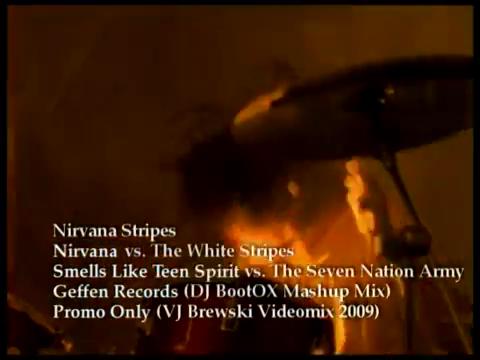 Nirvana Stripes
Nirvana vs. The White Stripes
Smells Like Teen Spirit vs. The Seven Nation Army
Geffen Records (DJ BootOX Mashup Mix)
Promo Only (VJ Brewski Videomix 2009)